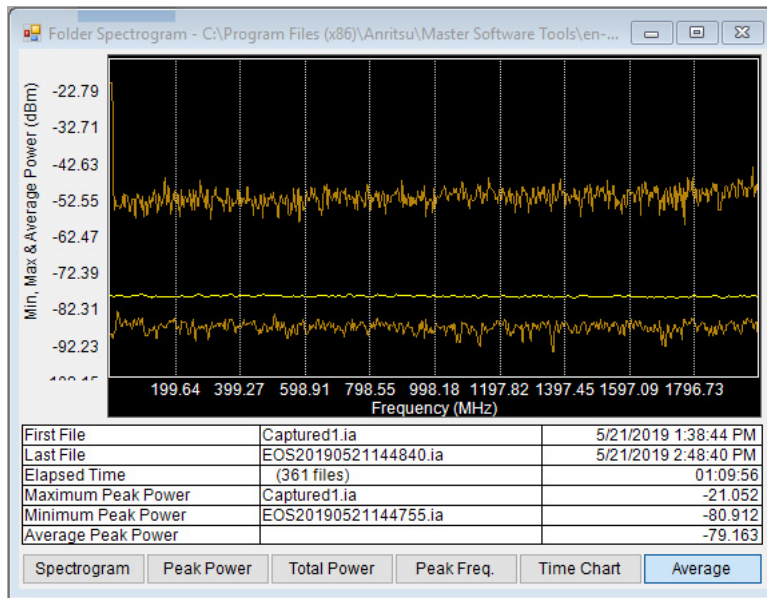 Folder Spectrogram - C:\Program Files (x86)\Anritsu\Master Software Tools\en-...
Min, Max & Average Power (dBm)
-22.79
-32.71
-42.63
-52.55
-62.47
-72.39
-82.31
-92.23
199.64 399.27 598.91 798.55 998.18 1197.82 1397.45 1597.09 1796.73
Frequency (MHz)
First File Captured1.ia 5/21/2019 1:38:44 PM
Last File EOS20190521144840.ia 5/21/2019 2:48:40 PM
Elapsed Time (361 files) 01:09:56
Maximum Peak Power Captured1.ia -21.052
Minimum Peak Power EOS20190521144755.ia -80.912
Average Peak Power -79.163
Spectrogram Peak Power Total Power Peak Freq. Time Chart Average